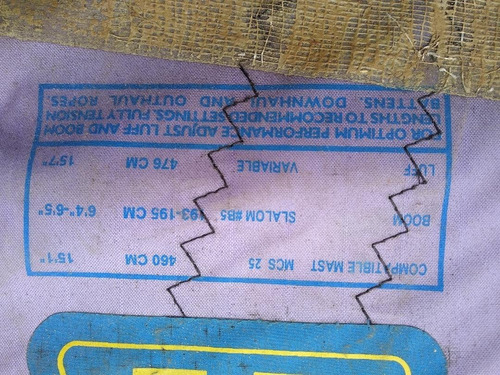 COMPATIBLE MAST MCS 25 460 CM 15'1"
BOOM SLALOM #B5 193-195 CM 6'4"-6'5"
LUFF VARIABLE 476 CM 15'7"
FOR OPTIMUM PERFORMANCE ADJUST LUFF AND BOOM
LENGTHS TO RECOMMENDED SETTINGS. FULLY TENSION
BATTENS, DOWNHAUL AND OUTHAUL ROPES.